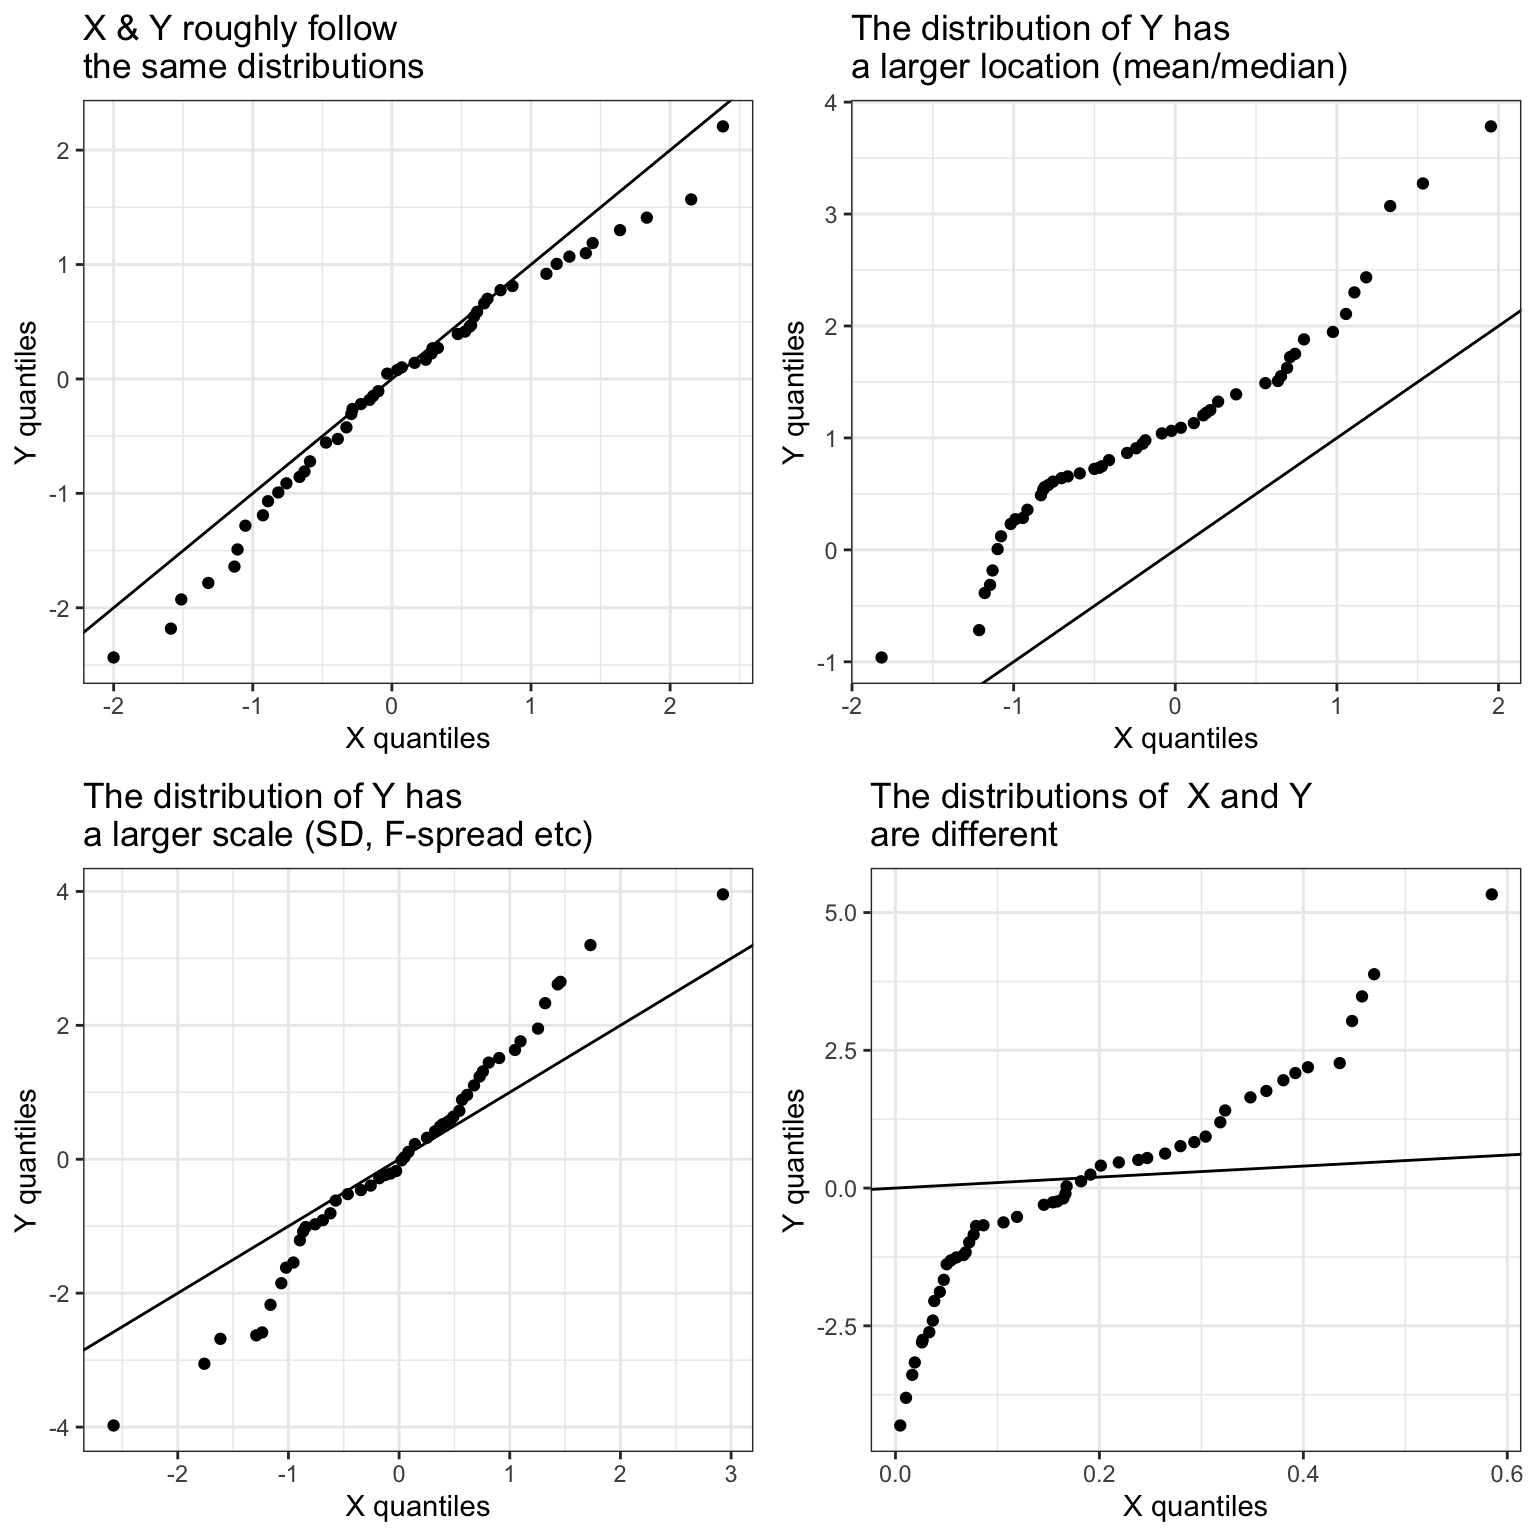 X & Y roughly follow
the same distributions
2
1
0
-1
-2
Y quantiles
-2
-1
0
1
2
X quantiles
The distribution of Y has
a larger location (mean/median)
4
3
2
1
0
-1
Y quantiles
-2
-1
0
1
2
X quantiles
The distribution of Y has
a larger scale (SD, F-spread etc)
4
2
0
-2
-4
Y quantiles
-2
-1
0
1
2
3
X quantiles
The distributions of  X and Y
are different
5.0
2.5
0.0
-2.5
Y quantiles
0.0
0.2
0.4
0.6
X quantiles